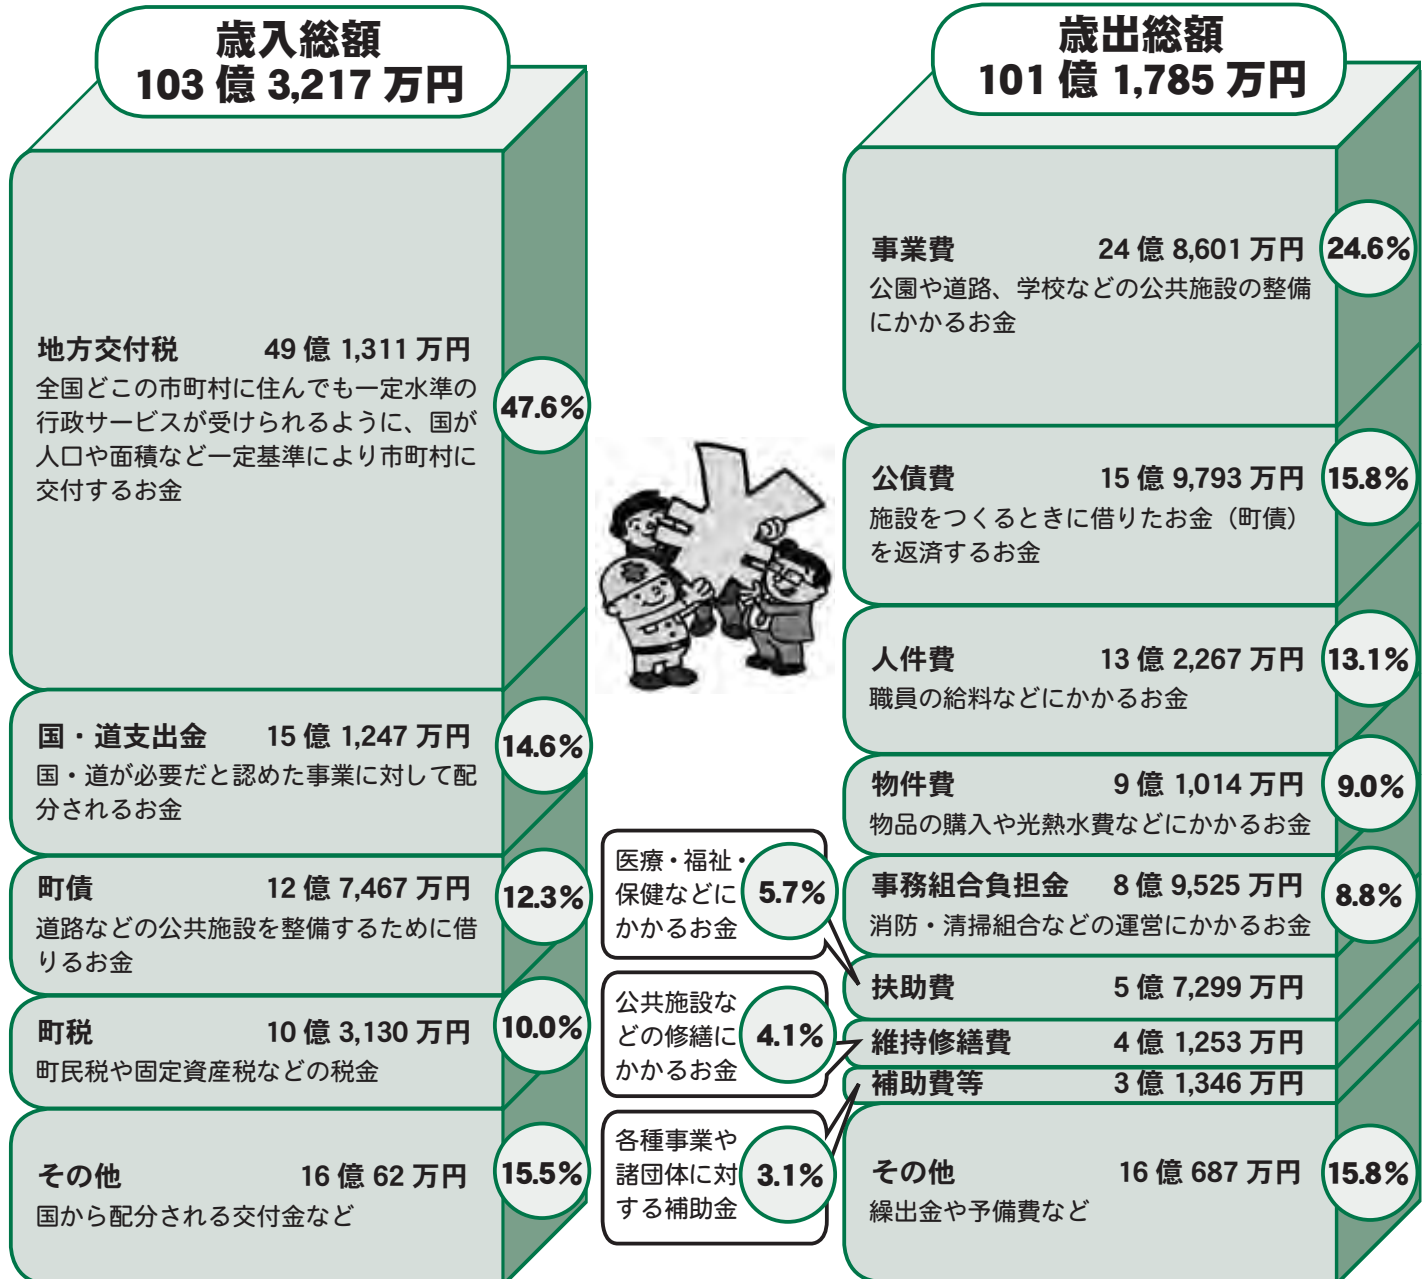 歳入総額
103 億 3,217 万円
地方交付税 49 億 1,311 万円
全国どこの市町村に住んでも一定水準の
行政サービスが受けられるように、国が
人口や面積など一定基準により市町村に
交付するお金
47.6%
国・道支出金 15 億 1,247 万円
国・道が必要だと認めた事業に対して配
分されるお金
14.6%
町債 12 億 7,467 万円
道路などの公共施設を整備するために借
りるお金
12.3%
町税 10 億 3,130 万円
町民税や固定資産税などの税金
10.0%
その他 16 億 62 万円
国から配分される交付金など
15.5%
歳出総額
101 億 1,785 万円
事業費 24 億 8,601 万円
公園や道路、学校などの公共施設の整備
にかかるお金
24.6%
公債費 15 億 9,793 万円
施設をつくるときに借りたお金（町債）
を返済するお金
15.8%
人件費 13 億 2,267 万円
職員の給料などにかかるお金
13.1%
物件費 9 億 1,014 万円
物品の購入や光熱水費などにかかるお金
9.0%
事務組合負担金 8 億 9,525 万円
消防・清掃組合などの運営にかかるお金
8.8%
扶助費 5 億 7,299 万円
医療・福祉・
保健などに
かかるお金
5.7%
維持修繕費 4 億 1,253 万円
公共施設な
どの修繕に
かかるお金
4.1%
補助費等 3 億 1,346 万円
各種事業や
諸団体に対
する補助金
3.1%
その他 16 億 687 万円
繰出金や予備費など
15.8%